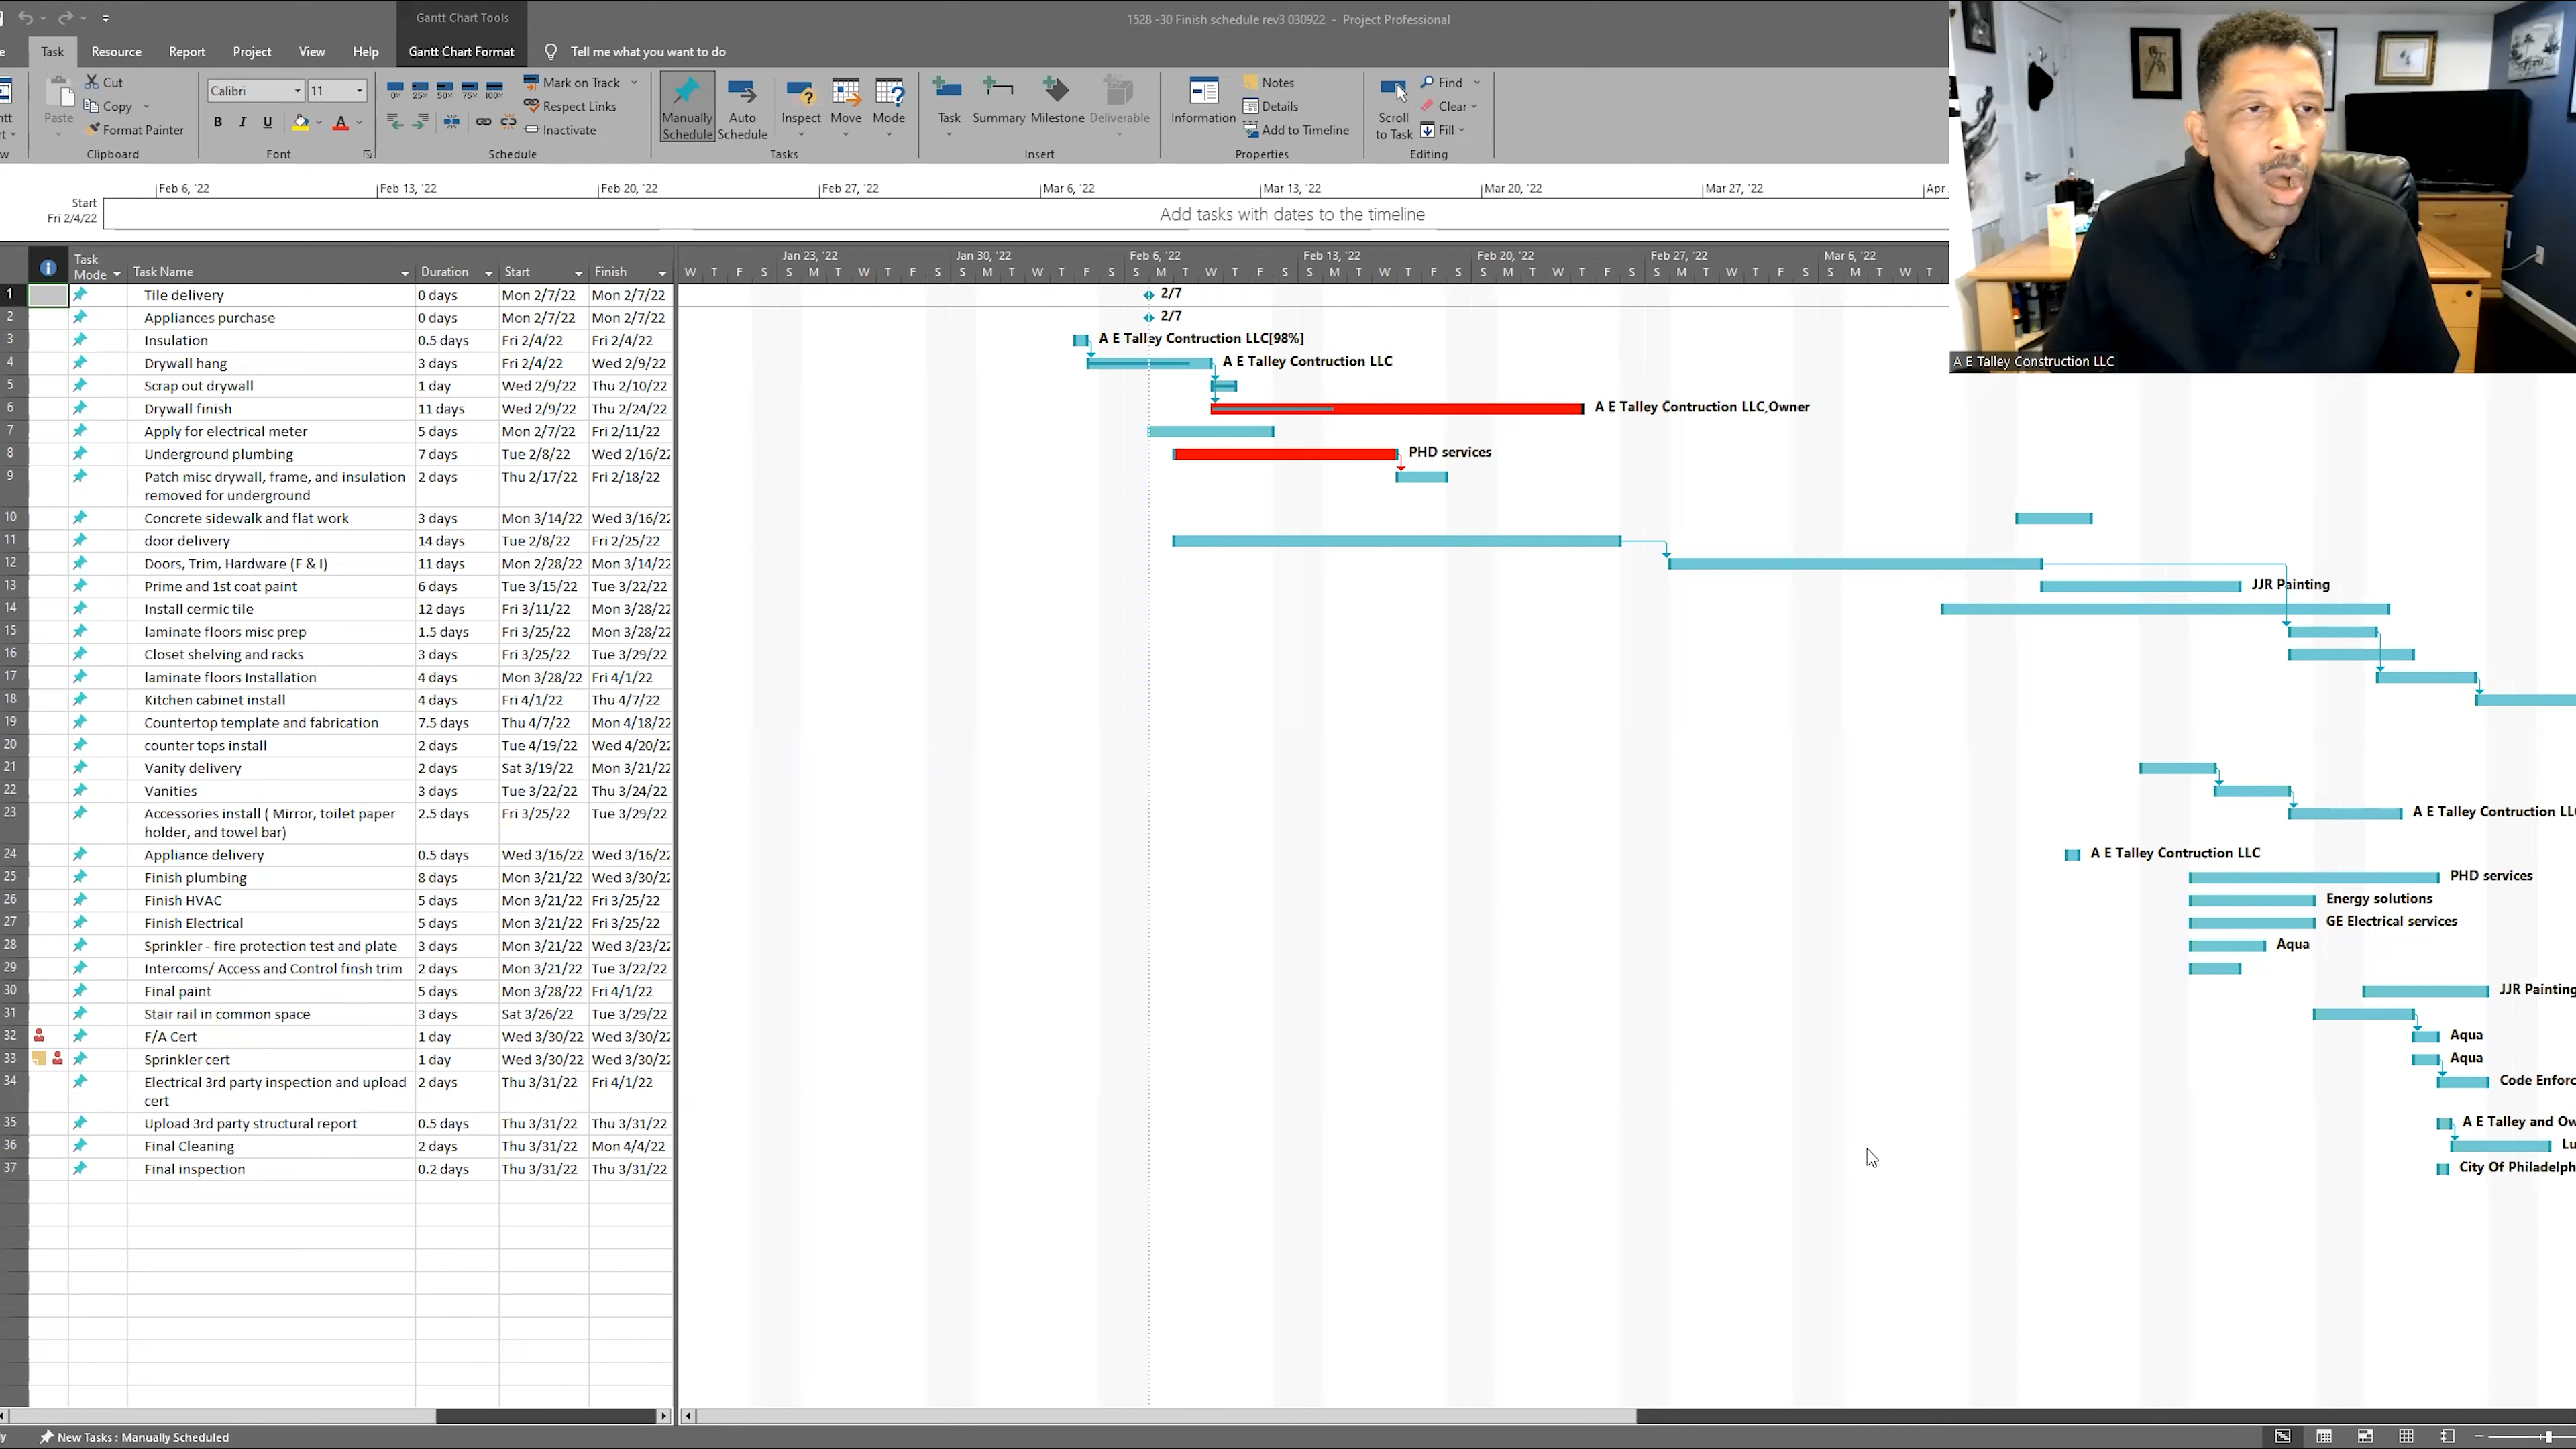 Gantt Chart Tools
1528 -30 Finish schedule rev3 030922 - Project Professional
Task Resource Report Project View Help Gantt Chart Format Tell me what you want to do
Paste Cut Copy Format Painter Clipboard
Calibri 11 B I U A Font
0% 25% 50% 75% 100% Mark on Track Respect Links Inactivate Schedule
Manually Schedule Auto Schedule Inspect Move Mode Tasks
Task Summary Milestone Deliverable Insert
Information Notes Details Add to Timeline Properties
Scroll to Task Find Clear Fill Editing
Feb 6, '22 Feb 13, '22 Feb 20, '22 Feb 27, '22 Mar 6, '22 Mar 13, '22 Mar 20, '22 Mar 27, '22 Apr
Start
Fri 2/4/22
Add tasks with dates to the timeline
A E Talley Construction LLC
Task Mode Task Name Duration Start Finish
Jan 23, '22 Jan 30, '22 Feb 6, '22 Feb 13, '22 Feb 20, '22 Feb 27, '22 Mar 6, '22
W T F S S M T W T F S S M T W T F S S M T W T F S S M T W T F S S M T W T F S S M T W T
1 Tile delivery 0 days Mon 2/7/22 Mon 2/7/22 2/7
2 Appliances purchase 0 days Mon 2/7/22 Mon 2/7/22 2/7
3 Insulation 0.5 days Fri 2/4/22 Fri 2/4/22 A E Talley Contruction LLC[98%]
4 Drywall hang 3 days Fri 2/4/22 Wed 2/9/22 A E Talley Contruction LLC
5 Scrap out drywall 1 day Wed 2/9/22 Thu 2/10/22
6 Drywall finish 11 days Wed 2/9/22 Thu 2/24/22 A E Talley Contruction LLC,Owner
7 Apply for electrical meter 5 days Mon 2/7/22 Fri 2/11/22
8 Underground plumbing 7 days Tue 2/8/22 Wed 2/16/22 PHD services
9 Patch misc drywall, frame, and insulation removed for underground 2 days Thu 2/17/22 Fri 2/18/22
10 Concrete sidewalk and flat work 3 days Mon 3/14/22 Wed 3/16/22
11 door delivery 14 days Tue 2/8/22 Fri 2/25/22
12 Doors, Trim, Hardware (F & I) 11 days Mon 2/28/22 Mon 3/14/22
13 Prime and 1st coat paint 6 days Tue 3/15/22 Tue 3/22/22 JJR Painting
14 Install cermic tile 12 days Fri 3/11/22 Mon 3/28/22
15 laminate floors misc prep 1.5 days Fri 3/25/22 Mon 3/28/22
16 Closet shelving and racks 3 days Fri 3/25/22 Tue 3/29/22
17 laminate floors Installation 4 days Mon 3/28/22 Fri 4/1/22
18 Kitchen cabinet install 4 days Fri 4/1/22 Thu 4/7/22
19 Countertop template and fabrication 7.5 days Thu 4/7/22 Mon 4/18/22
20 counter tops install 2 days Tue 4/19/22 Wed 4/20/22
21 Vanity delivery 2 days Sat 3/19/22 Mon 3/21/22
22 Vanities 3 days Tue 3/22/22 Thu 3/24/22
23 Accessories install ( Mirror, toilet paper holder, and towel bar) 2.5 days Fri 3/25/22 Tue 3/29/22 A E Talley Contruction LL
24 Appliance delivery 0.5 days Wed 3/16/22 Wed 3/16/22 A E Talley Contruction LLC
25 Finish plumbing 8 days Mon 3/21/22 Wed 3/30/22 PHD services
26 Finish HVAC 5 days Mon 3/21/22 Fri 3/25/22 Energy solutions
27 Finish Electrical 5 days Mon 3/21/22 Fri 3/25/22 GE Electrical services
28 Sprinkler - fire protection test and plate 3 days Mon 3/21/22 Wed 3/23/22 Aqua
29 Intercoms/ Access and Control finsh trim 2 days Mon 3/21/22 Tue 3/22/22
30 Final paint 5 days Mon 3/28/22 Fri 4/1/22 JJR Painting
31 Stair rail in common space 3 days Sat 3/26/22 Tue 3/29/22
32 F/A Cert 1 day Wed 3/30/22 Wed 3/30/22 Aqua
33 Sprinkler cert 1 day Wed 3/30/22 Wed 3/30/22 Aqua
34 Electrical 3rd party inspection and upload cert 2 days Thu 3/31/22 Fri 4/1/22 Code Enforc
35 Upload 3rd party structural report 0.5 days Thu 3/31/22 Thu 3/31/22 A E Talley and Ow
36 Final Cleaning 2 days Thu 3/31/22 Mon 4/4/22 Lu
37 Final inspection 0.2 days Thu 3/31/22 Thu 3/31/22 City Of Philadelph
New Tasks : Manually Scheduled